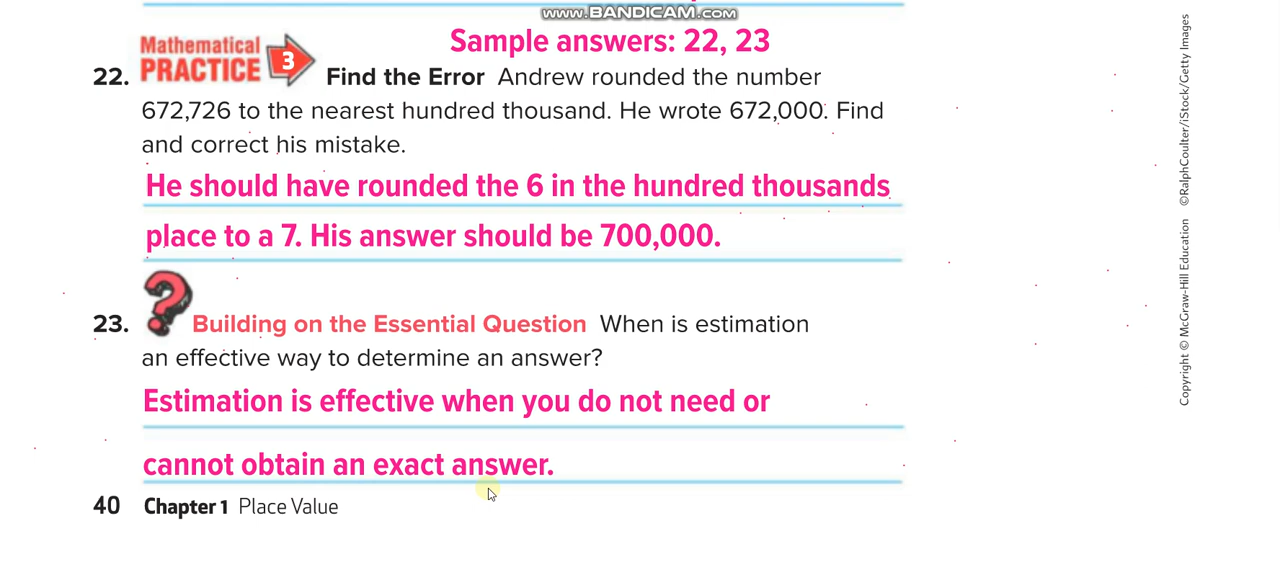 www.BANDICAM.com
Sample answers: 22, 23
Mathematical
PRACTICE 3
22. Find the Error Andrew rounded the number
672,726 to the nearest hundred thousand. He wrote 672,000. Find
and correct his mistake.
He should have rounded the 6 in the hundred thousands
place to a 7. His answer should be 700,000.
23. Building on the Essential Question When is estimation
an effective way to determine an answer?
Estimation is effective when you do not need or
cannot obtain an exact answer.
40 Chapter 1 Place Value
Copyright © McGraw-Hill Education ©RalphCoulter/iStock/Getty Images